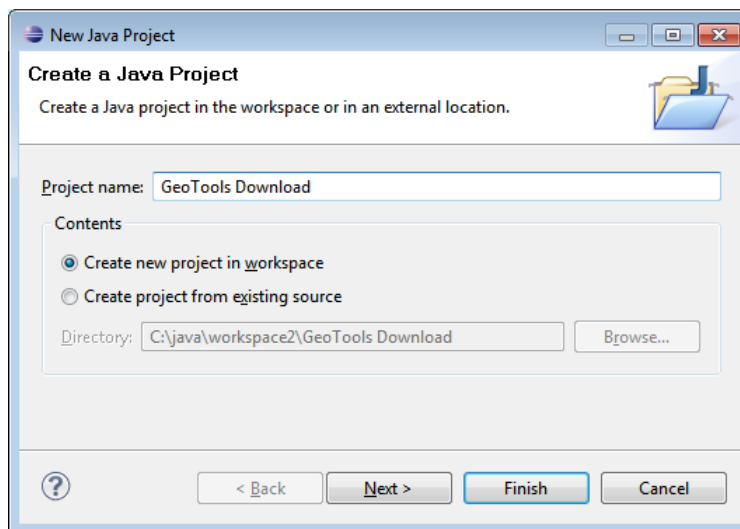 New Java Project
Create a Java Project
Create a Java project in the workspace or in an external location.
Project name: GeoTools Download
Contents
Create new project in workspace
Create project from existing source
Directory: C:\java\workspace2\GeoTools Download Browse...
? < Back Next > Finish Cancel